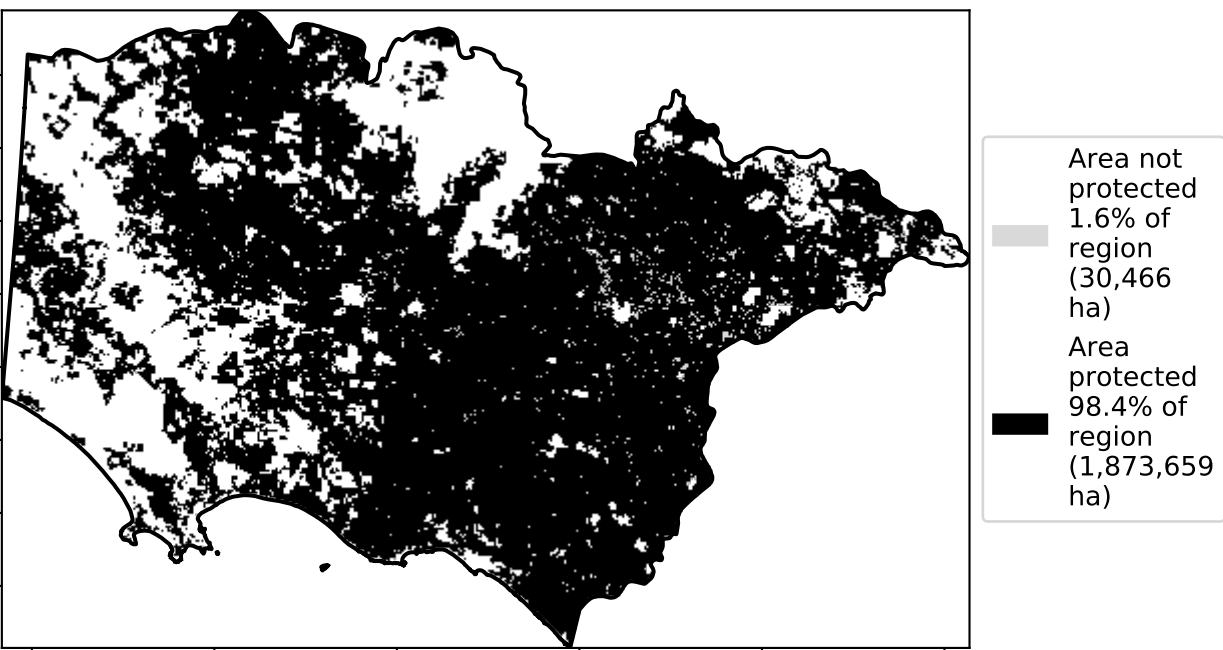 Area not
protected
1.6% of
region
(30,466
ha)
Area
protected
98.4% of
region
(1,873,659
ha)